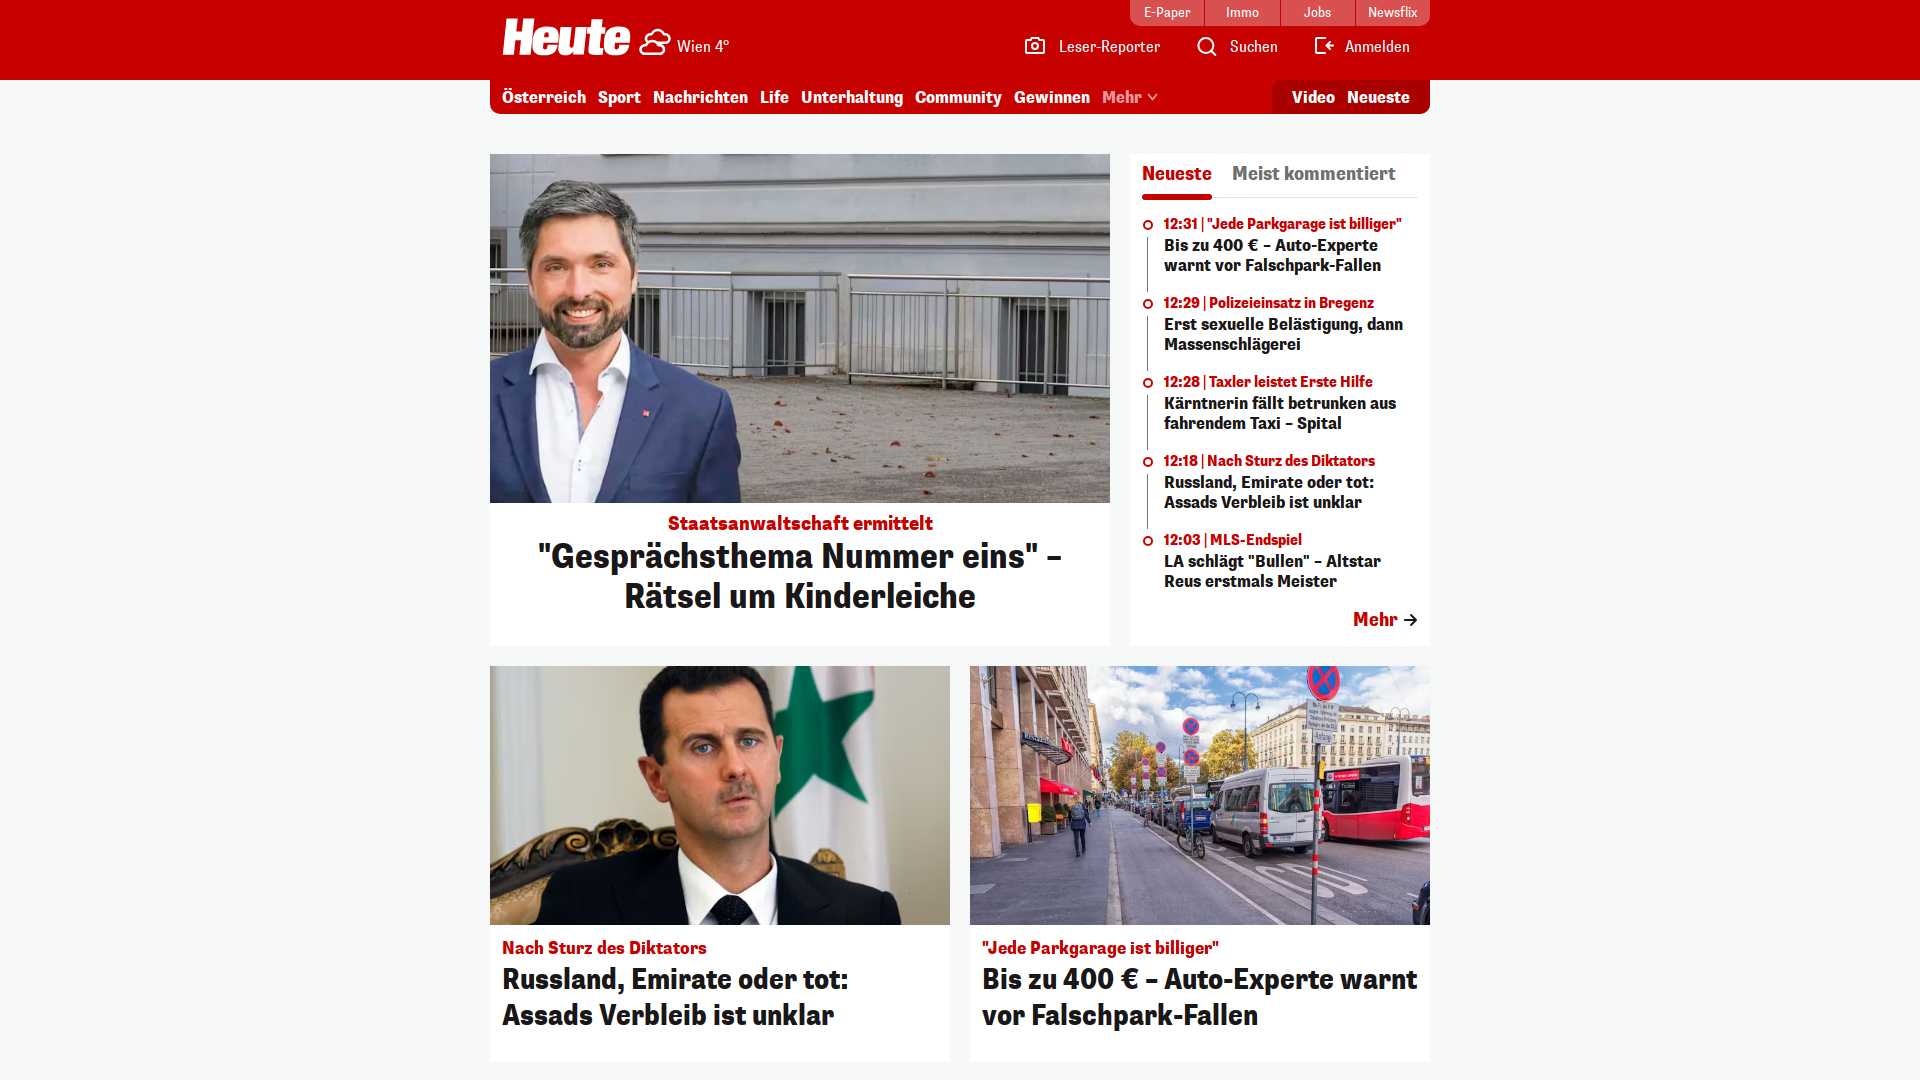 E-Paper
Immo
Jobs
Newsflix
Heute
Wien 4°
Leser-Reporter
Suchen
Anmelden
Österreich
Sport
Nachrichten
Life
Unterhaltung
Community
Gewinnen
Mehr
Video
Neueste
Staatsanwaltschaft ermittelt
"Gesprächsthema Nummer eins" –
Rätsel um Kinderleiche
Neueste
Meist kommentiert
12:31 | "Jede Parkgarage ist billiger"
Bis zu 400 € – Auto-Experte
warnt vor Falschpark-Fallen
12:29 | Polizeieinsatz in Bregenz
Erst sexuelle Belästigung, dann
Massenschlägerei
12:28 | Taxler leistet Erste Hilfe
Kärntnerin fällt betrunken aus
fahrendem Taxi – Spital
12:18 | Nach Sturz des Diktators
Russland, Emirate oder tot:
Assads Verbleib ist unklar
12:03 | MLS-Endspiel
LA schlägt "Bullen" – Altstar
Reus erstmals Meister
Mehr
Nach Sturz des Diktators
Russland, Emirate oder tot:
Assads Verbleib ist unklar
"Jede Parkgarage ist billiger"
Bis zu 400 € – Auto-Experte warnt
vor Falschpark-Fallen